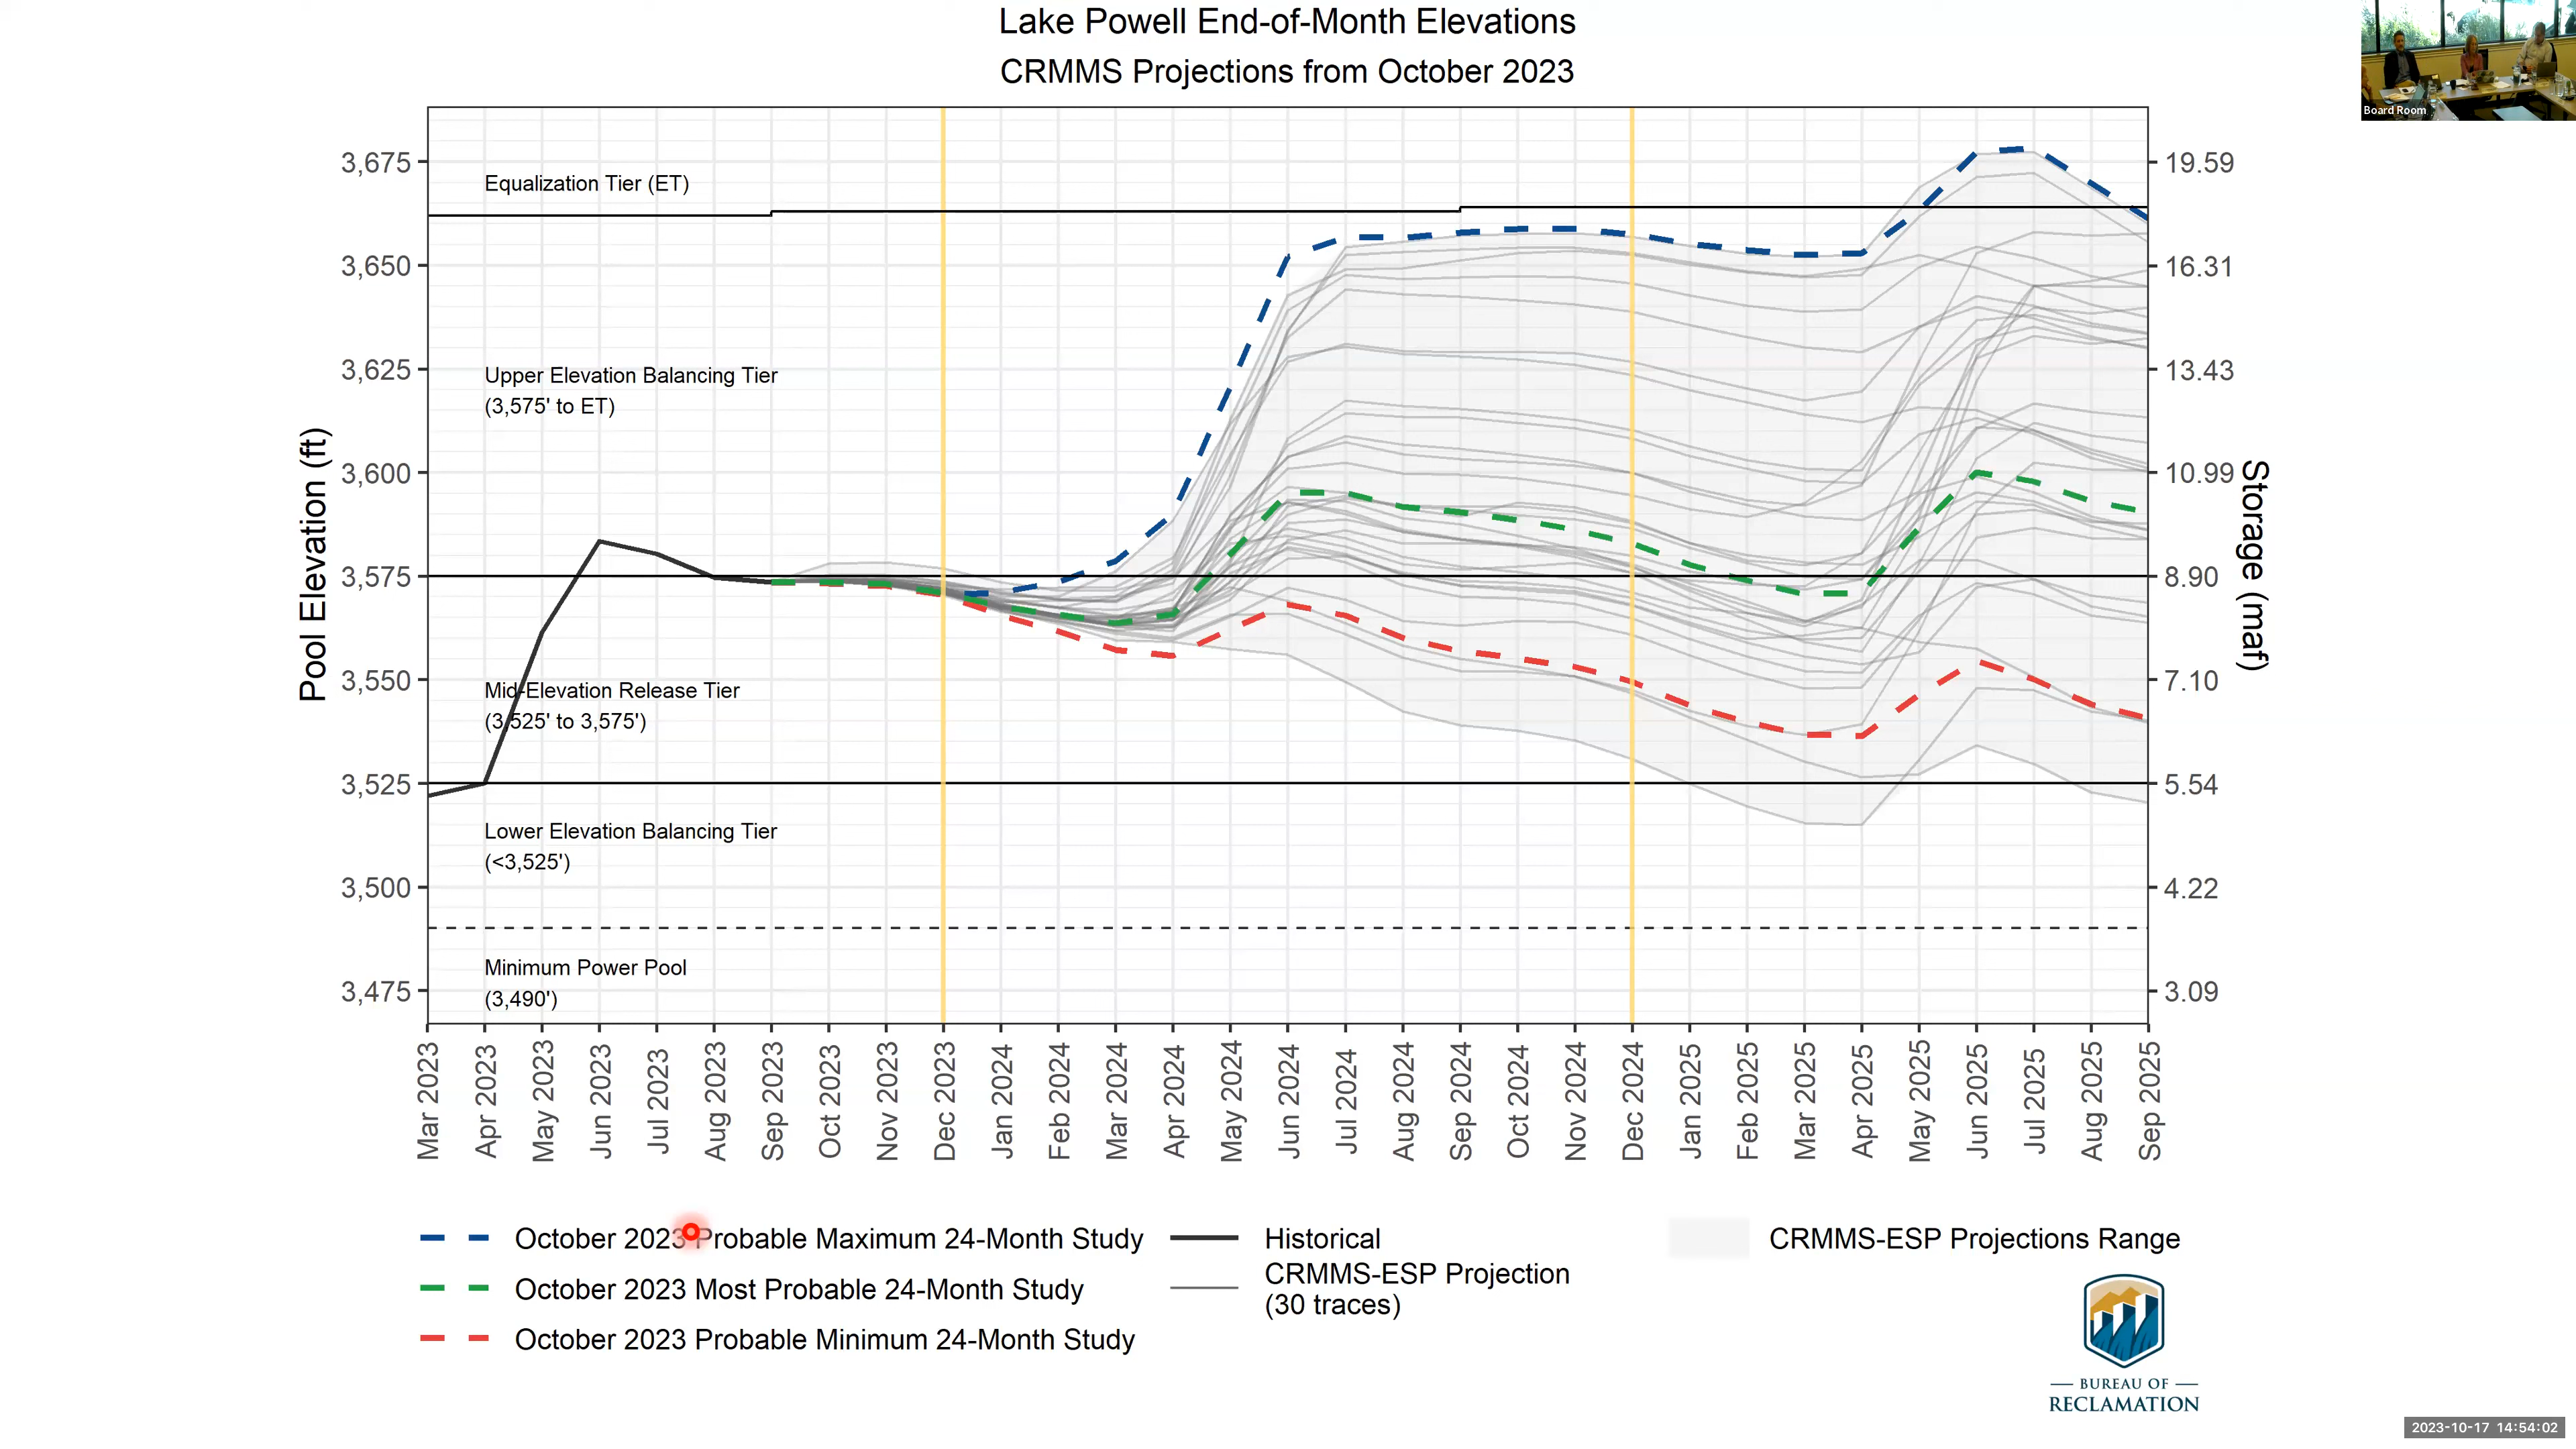 Lake Powell End-of-Month Elevations
CRMMS Projections from October 2023
Board Room
Pool Elevation (ft)
3,675
3,650
3,625
3,600
3,575
3,550
3,525
3,500
3,475
Equalization Tier (ET)
Upper Elevation Balancing Tier
(3,575' to ET)
Mid-Elevation Release Tier
(3,525' to 3,575')
Lower Elevation Balancing Tier
(<3,525')
Minimum Power Pool
(3,490')
19.59
16.31
13.43
10.99
8.90
7.10
5.54
4.22
3.09
Storage (maf)
Mar 2023
Apr 2023
May 2023
Jun 2023
Jul 2023
Aug 2023
Sep 2023
Oct 2023
Nov 2023
Dec 2023
Jan 2024
Feb 2024
Mar 2024
Apr 2024
May 2024
Jun 2024
Jul 2024
Aug 2024
Sep 2024
Oct 2024
Nov 2024
Dec 2024
Jan 2025
Feb 2025
Mar 2025
Apr 2025
May 2025
Jun 2025
Jul 2025
Aug 2025
Sep 2025
October 2023 Probable Maximum 24-Month Study
October 2023 Most Probable 24-Month Study
October 2023 Probable Minimum 24-Month Study
Historical
CRMMS-ESP Projection
(30 traces)
CRMMS-ESP Projections Range
BUREAU OF
RECLAMATION
2023-10-17 14:54:02